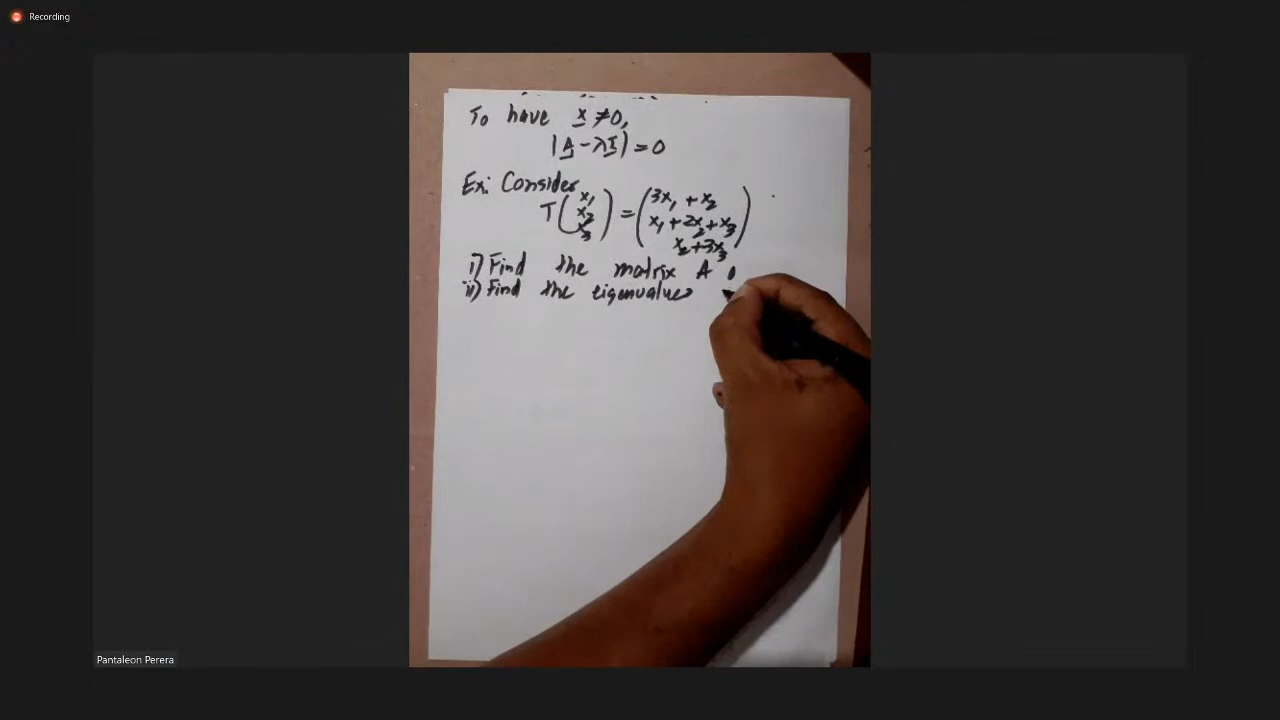 Recording
To have x ≠ 0,
|A - λI| = 0
Ex: Consider
T(x₁ x₂ x₃) = (3x₁ + x₂
x₁ + 2x₂ + x₃
x₂ + 3x₃)
i) Find the matrix A
ii) Find the eigenvalues
Pantaleon Perera